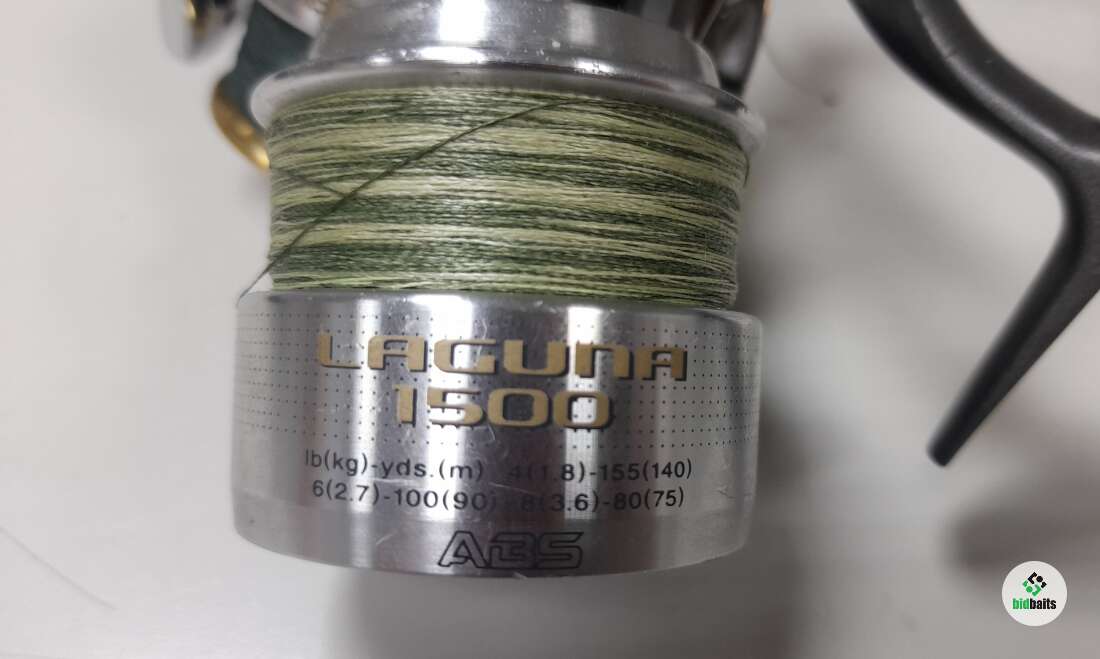 LAGUNA
1500
lb(kg)-yds.(m) 4(1.8)-155(140)
6(2.7)-100(90) 8(3.6)-80(75)
ABS
bidbaits